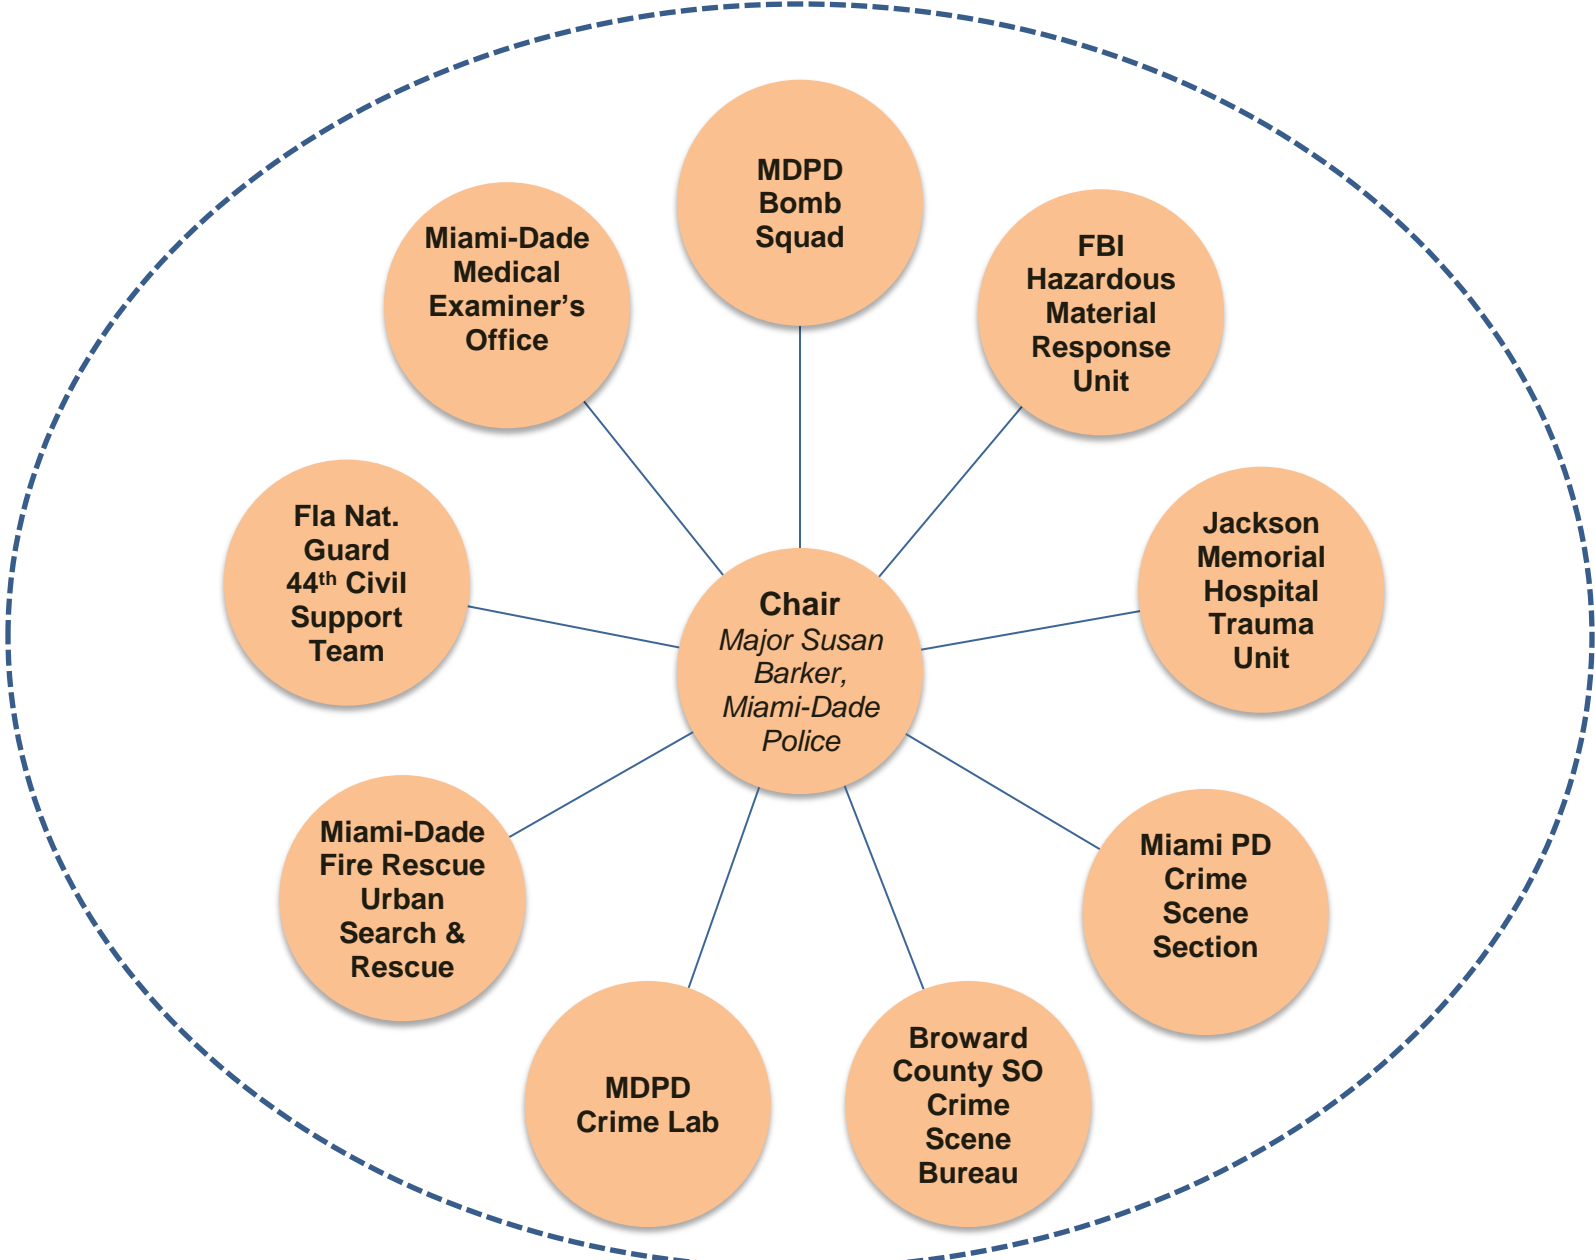 MDPD
Bomb
Squad
FBI
Hazardous
Material
Response
Unit
Jackson
Memorial
Hospital
Trauma
Unit
Miami PD
Crime
Scene
Section
Broward
County SO
Crime
Scene
Bureau
MDPD
Crime Lab
Miami-Dade
Fire Rescue
Urban
Search &
Rescue
Fla Nat.
Guard
44th Civil
Support
Team
Miami-Dade
Medical
Examiner’s
Office
Chair
Major Susan
Barker,
Miami-Dade
Police